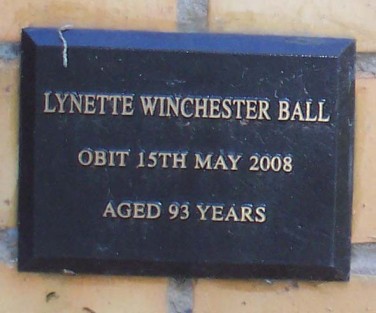 LYNETTE WINCHESTER BALL
OBIT 15TH MAY 2008
AGED 93 YEARS